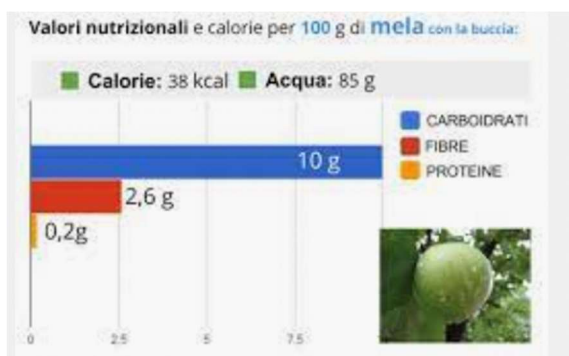 Valori nutrizionali e calorie per 100 g di mela con la buccia:
Calorie: 38 kcal Acqua: 85 g
CARBOIDRATI
FIBRE
PROTEINE
10 g
2,6 g
0,2g
0 2.5 5 7.5